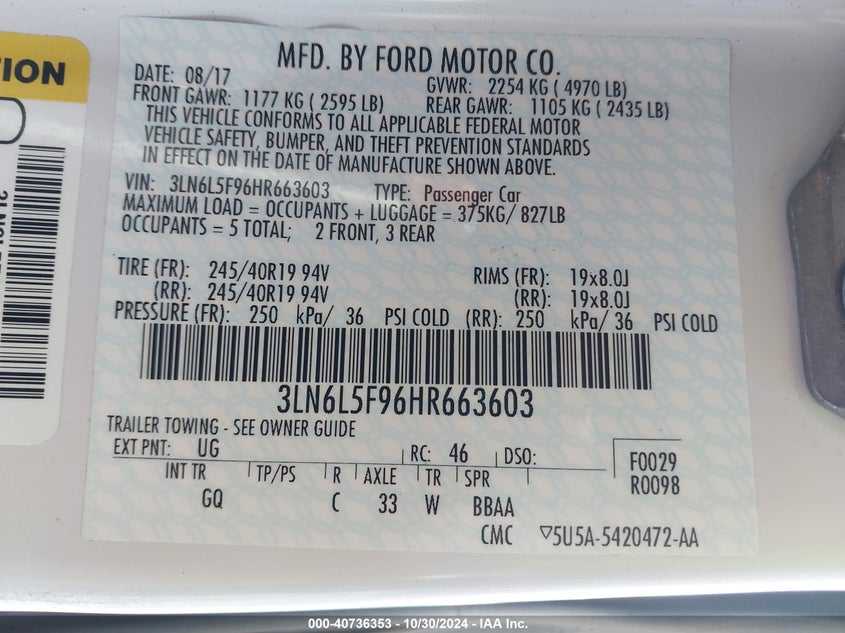 TION
MFD. BY FORD MOTOR CO.
DATE: 08/17 GVWR: 2254 KG ( 4970 LB)
FRONT GAWR: 1177 KG ( 2595 LB) REAR GAWR: 1105 KG ( 2435 LB)
THIS VEHICLE CONFORMS TO ALL APPLICABLE FEDERAL MOTOR
VEHICLE SAFETY, BUMPER, AND THEFT PREVENTION STANDARDS
IN EFFECT ON THE DATE OF MANUFACTURE SHOWN ABOVE.
VIN: 3LN6L5F96HR663603 TYPE: Passenger Car
MAXIMUM LOAD = OCCUPANTS + LUGGAGE = 375KG/ 827LB
OCCUPANTS = 5 TOTAL; 2 FRONT, 3 REAR
TIRE (FR): 245/40R19 94V RIMS (FR): 19x8.0J
(RR): 245/40R19 94V (RR): 19x8.0J
PRESSURE (FR): 250 kPa/ 36 PSI COLD (RR): 250 kPa/ 36 PSI COLD
3LN6L5F96HR663603
TRAILER TOWING - SEE OWNER GUIDE
EXT PNT: UG RC: 46 DSO: F0029
INT TR TP/PS R AXLE TR SPR R0098
GQ C 33 W BBAA
CMC ▽5U5A-5420472-AA
000-40736353 | 10/30/2024 - IAA Inc.